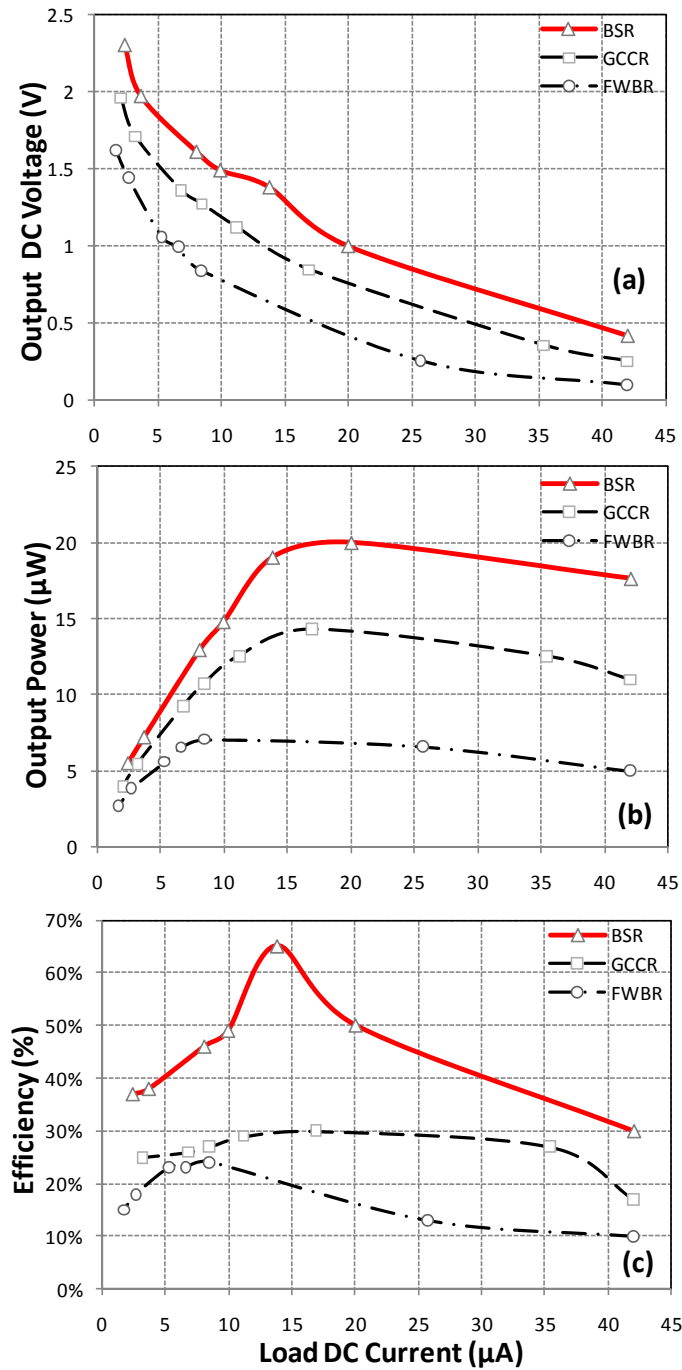 2.5
2
1.5
1
0.5
0
Output DC Voltage (V)
BSR
GCCR
FWBR
(a)
0 5 10 15 20 25 30 35 40 45
25
20
15
10
5
0
Output Power (µW)
BSR
GCCR
FWBR
(b)
0 5 10 15 20 25 30 35 40 45
70%
60%
50%
40%
30%
20%
10%
0%
Efficiency (%)
BSR
GCCR
FWBR
(c)
0 5 10 15 20 25 30 35 40 45
Load DC Current (µA)